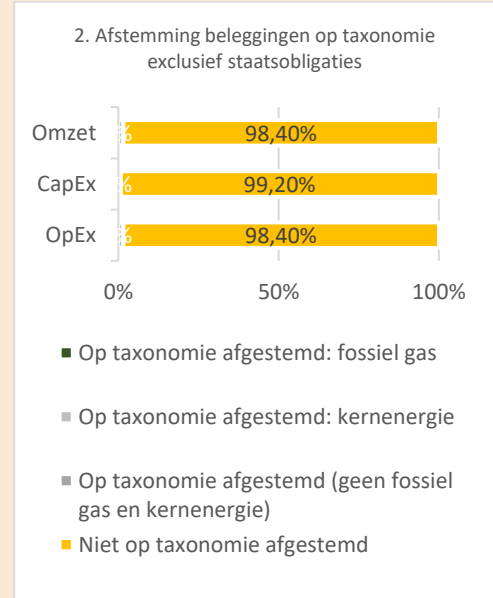 2. Afstemming beleggingen op taxonomie
exclusief staatsobligaties
Omzet % 98,40%
CapEx % 99,20%
OpEx % 98,40%
0% 50% 100%
Op taxonomie afgestemd: fossiel gas
Op taxonomie afgestemd: kernenergie
Op taxonomie afgestemd (geen fossiel
gas en kernenergie)
Niet op taxonomie afgestemd